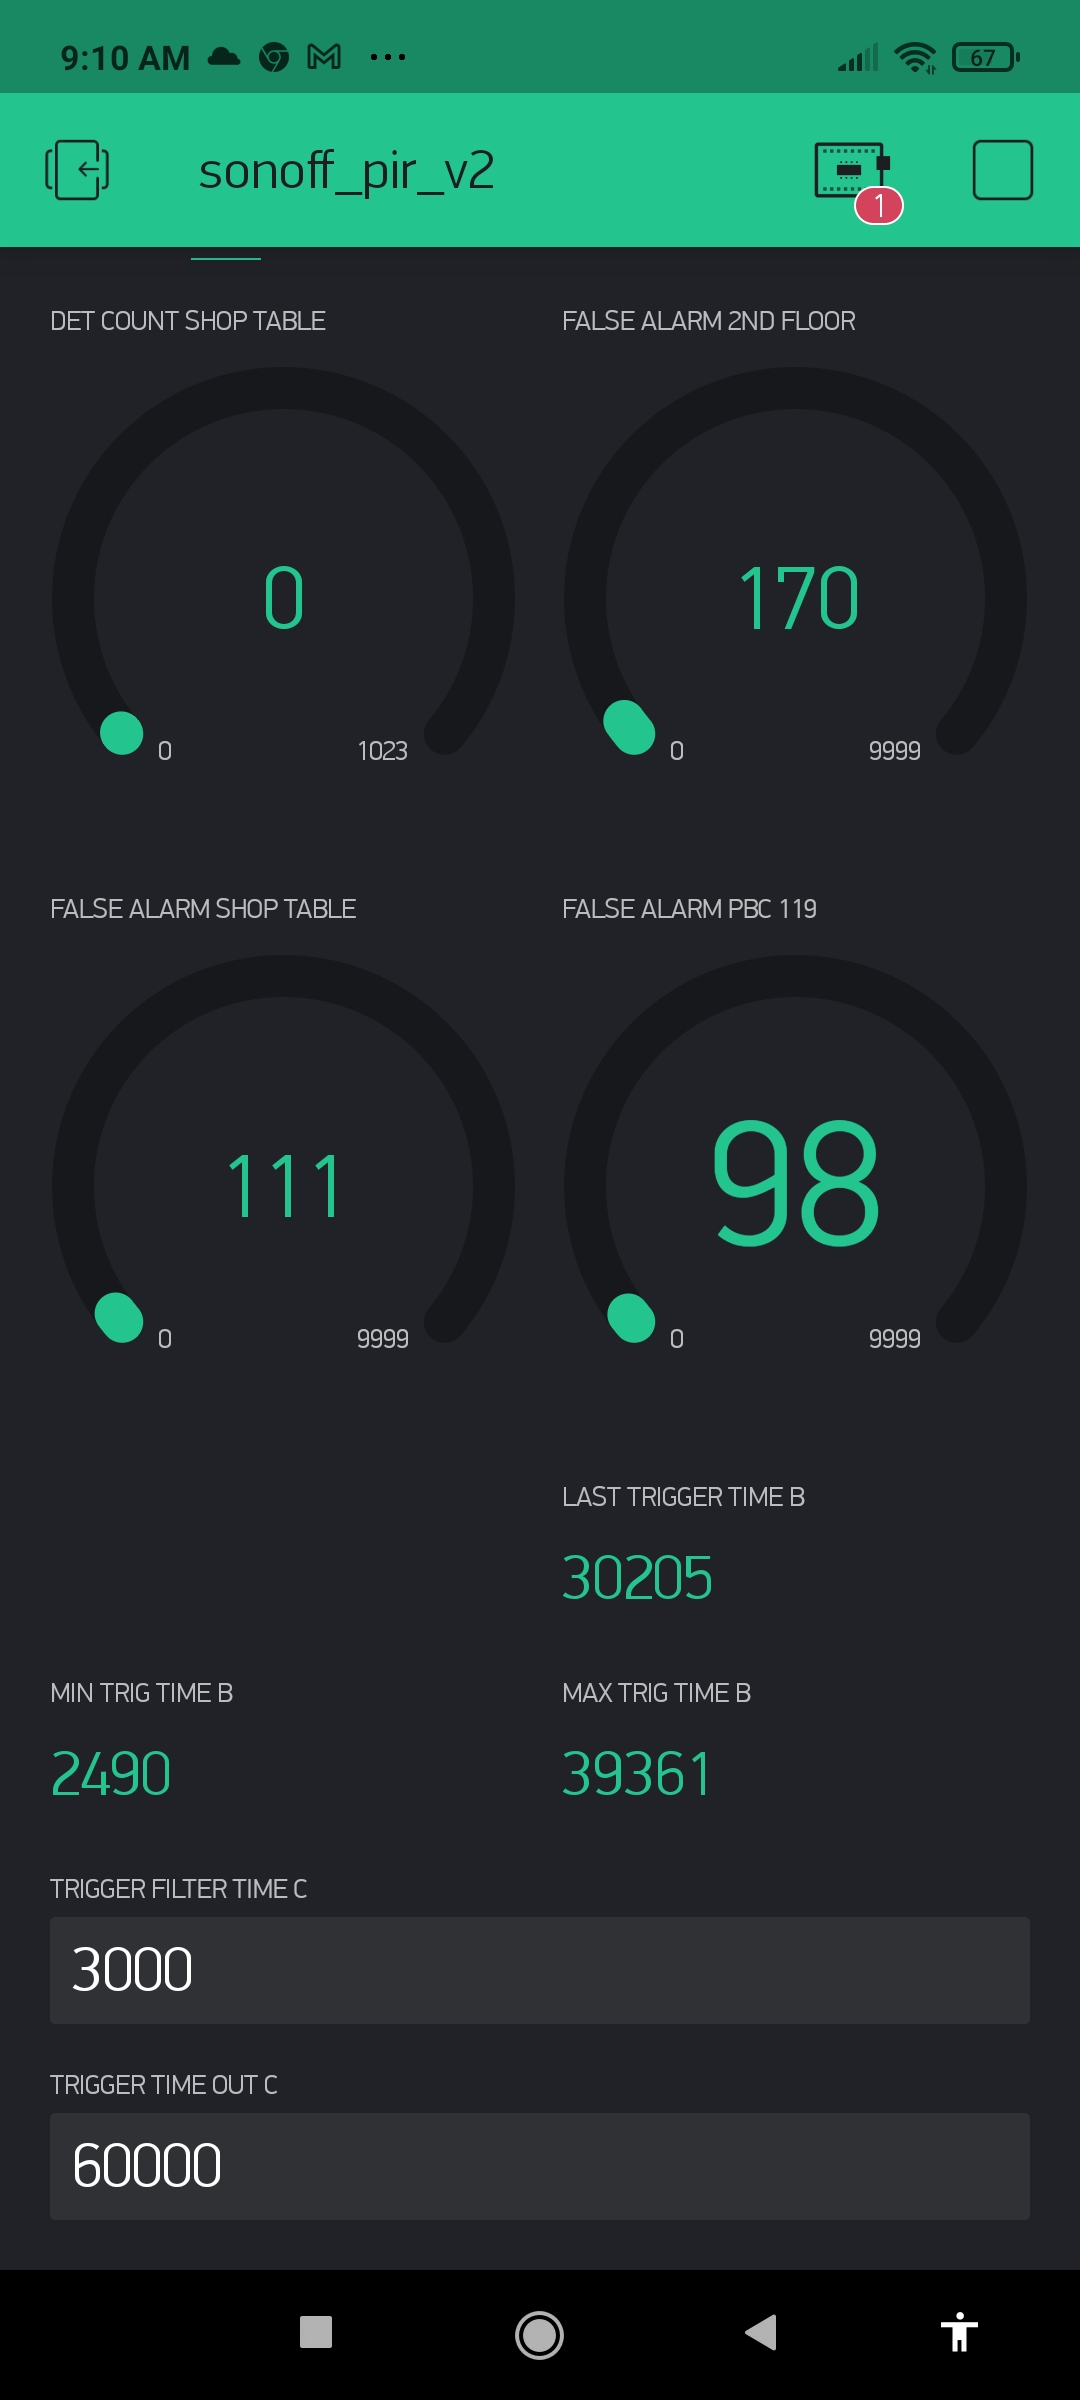 9:10 AM ... 67
sonoff_pir_v2
1
DET COUNT SHOP TABLE
0
0 1023
FALSE ALARM 2ND FLOOR
170
0 9999
FALSE ALARM SHOP TABLE
111
0 9999
FALSE ALARM PBC 119
98
0 9999
LAST TRIGGER TIME B
30205
MIN TRIG TIME B
2490
MAX TRIG TIME B
39361
TRIGGER FILTER TIME C
3000
TRIGGER TIME OUT C
60000